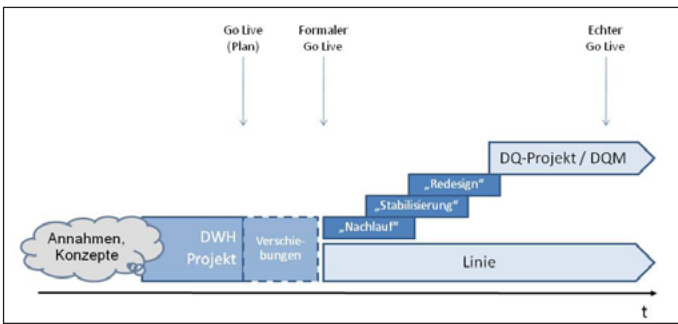 Go Live
(Plan)
Formaler
Go Live
Echter
Go Live
DQ-Projekt / DQM
„Redesign“
„Stabilisierung“
„Nachlauf“
Annahmen,
Konzepte
DWH
Projekt
Verschie-
bungen
Linie
t